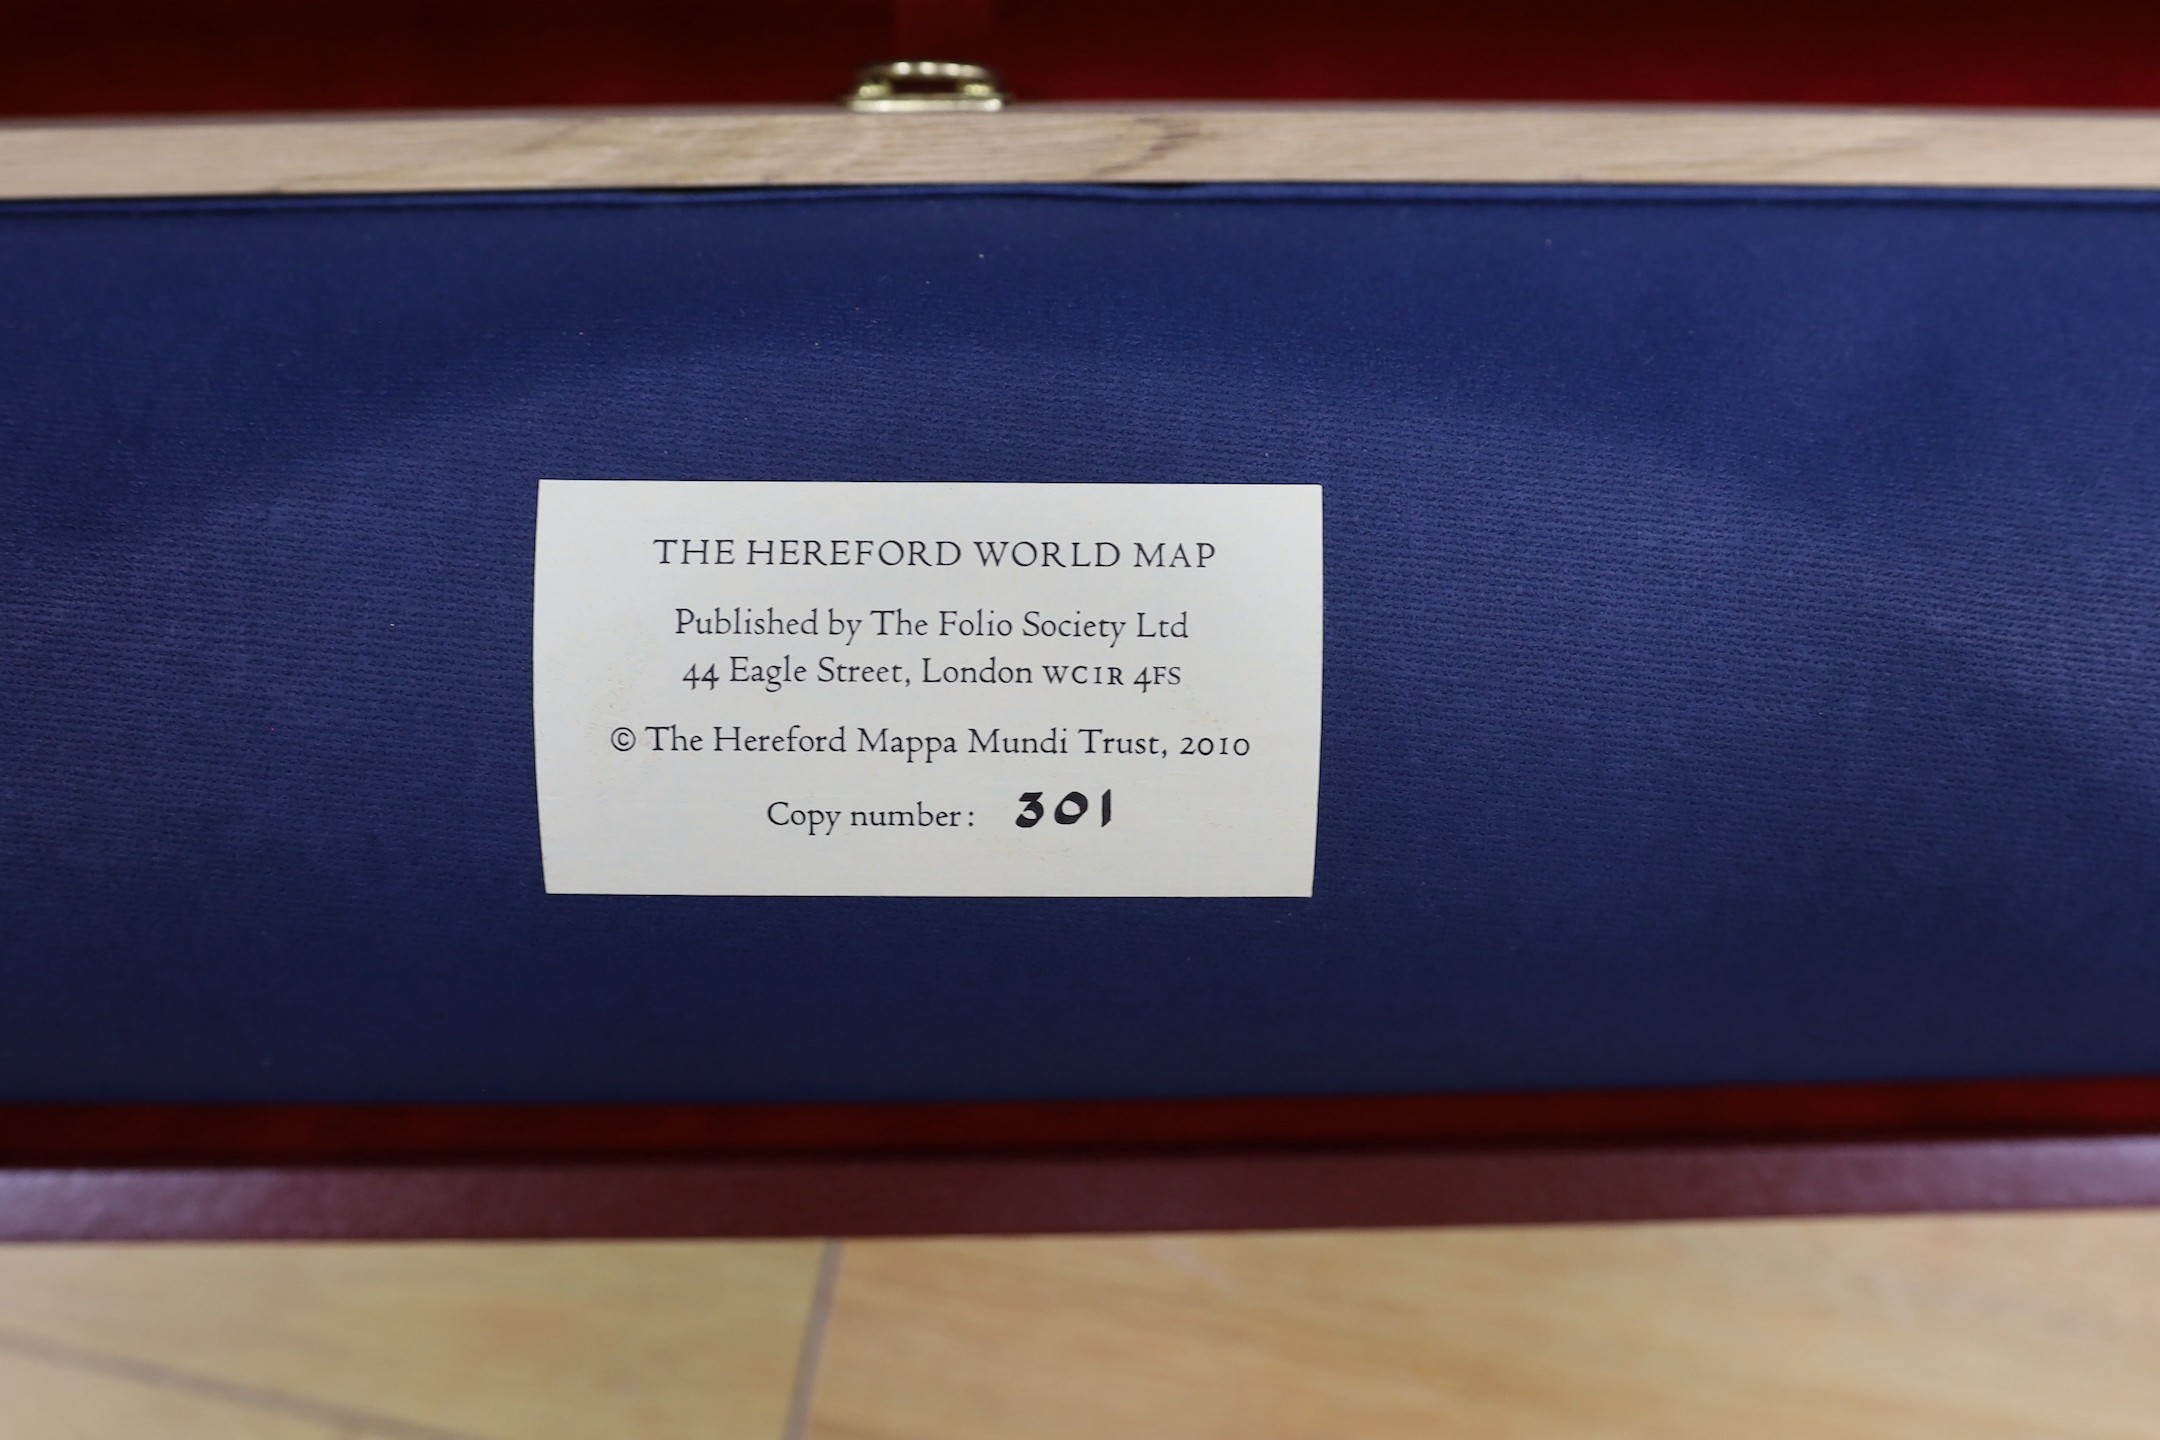 THE HEREFORD WORLD MAP
Published by The Folio Society Ltd
44 Eagle Street, London WC1R 4FS
© The Hereford Mappa Mundi Trust, 2010
Copy number: 301